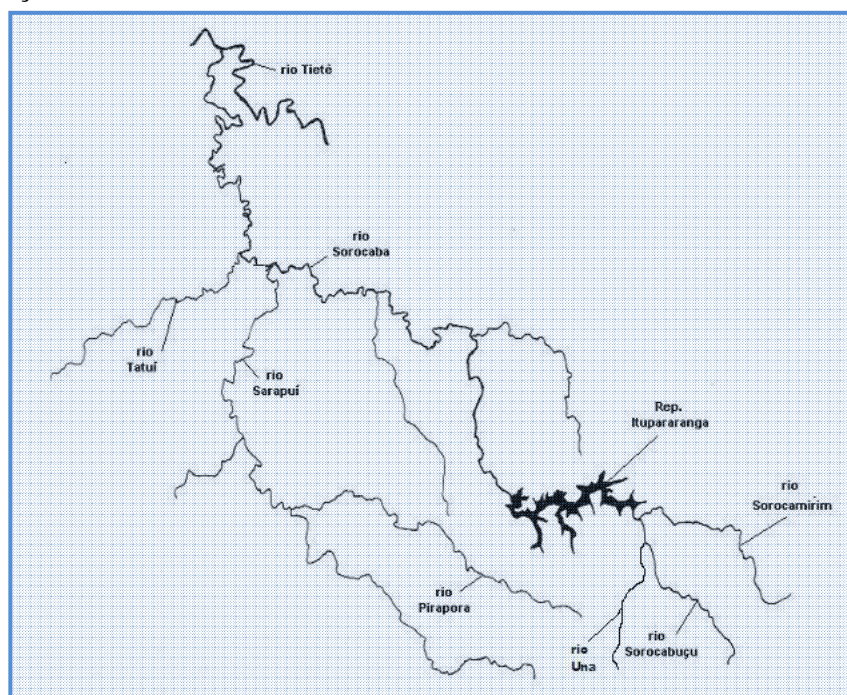 rio Tietê
rio
Sorocaba
rio
Tatuí
rio
Sarapuí
Rep.
Itupararanga
rio
Sorocamirim
rio
Pirapora
rio
Una
rio
Sorocabuçu